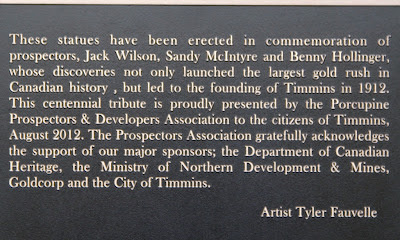 These statues have been erected in commemoration of
prospectors, Jack Wilson, Sandy McIntyre and Benny Hollinger,
whose discoveries not only launched the largest gold rush in
Canadian history , but led to the founding of Timmins in 1912.
This centennial tribute is proudly presented by the Porcupine
Prospectors & Developers Association to the citizens of Timmins,
August 2012. The Prospectors Association gratefully acknowledges
the support of our major sponsors; the Department of Canadian
Heritage, the Ministry of Northern Development & Mines,
Goldcorp and the City of Timmins.
Artist Tyler Fauvelle